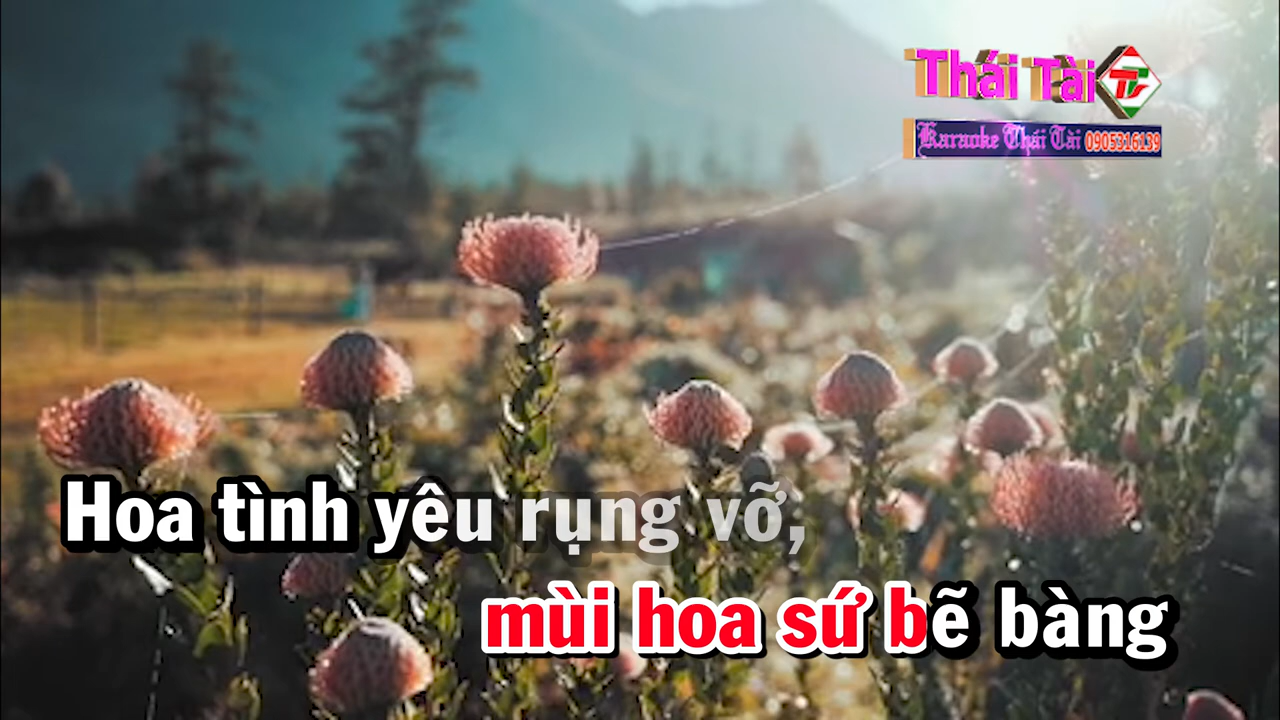 Thái Tài
Karaoke Thái Tài 0905316139
Hoa tình yêu rụng vỡ,
mùi hoa sứ bẽ bàng